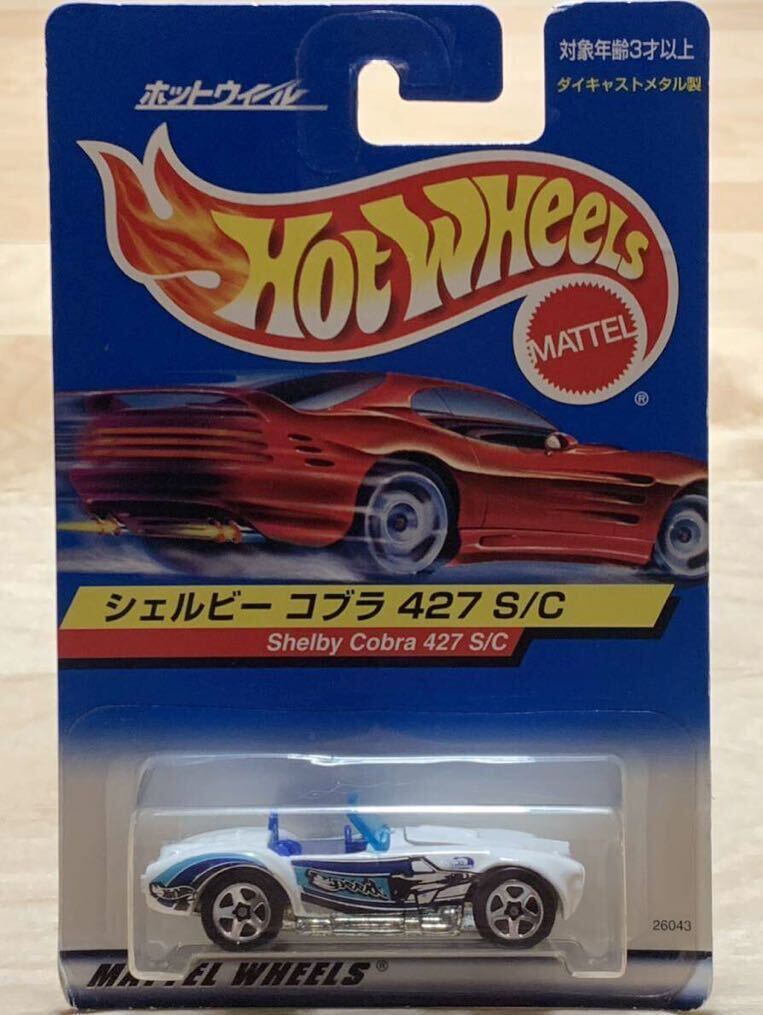 ホットウィール
対象年齢3才以上
ダイキャストメタル製
HOT WHEELS
MATTEL
®
シェルビー コブラ 427 S/C
Shelby Cobra 427 S/C
26043
MATTEL WHEELS®